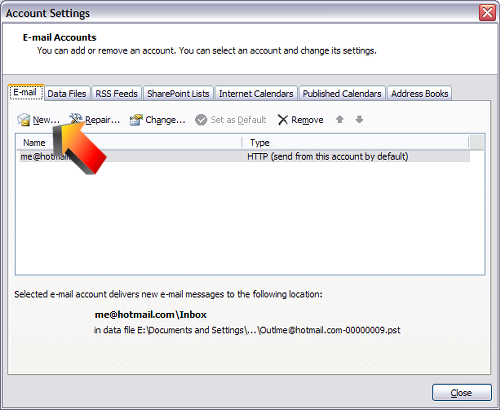 Account Settings
E-mail Accounts
You can add or remove an account. You can select an account and change its settings.
E-mail Data Files RSS Feeds SharePoint Lists Internet Calendars Published Calendars Address Books
New... Repair... Change... Set as Default Remove
Name Type
me@hotmail HTTP (send from this account by default)
Selected e-mail account delivers new e-mail messages to the following location:
me@hotmail.com\Inbox
in data file E:\Documents and Settings\...\Outlme@hotmail.com-00000009.pst
Close